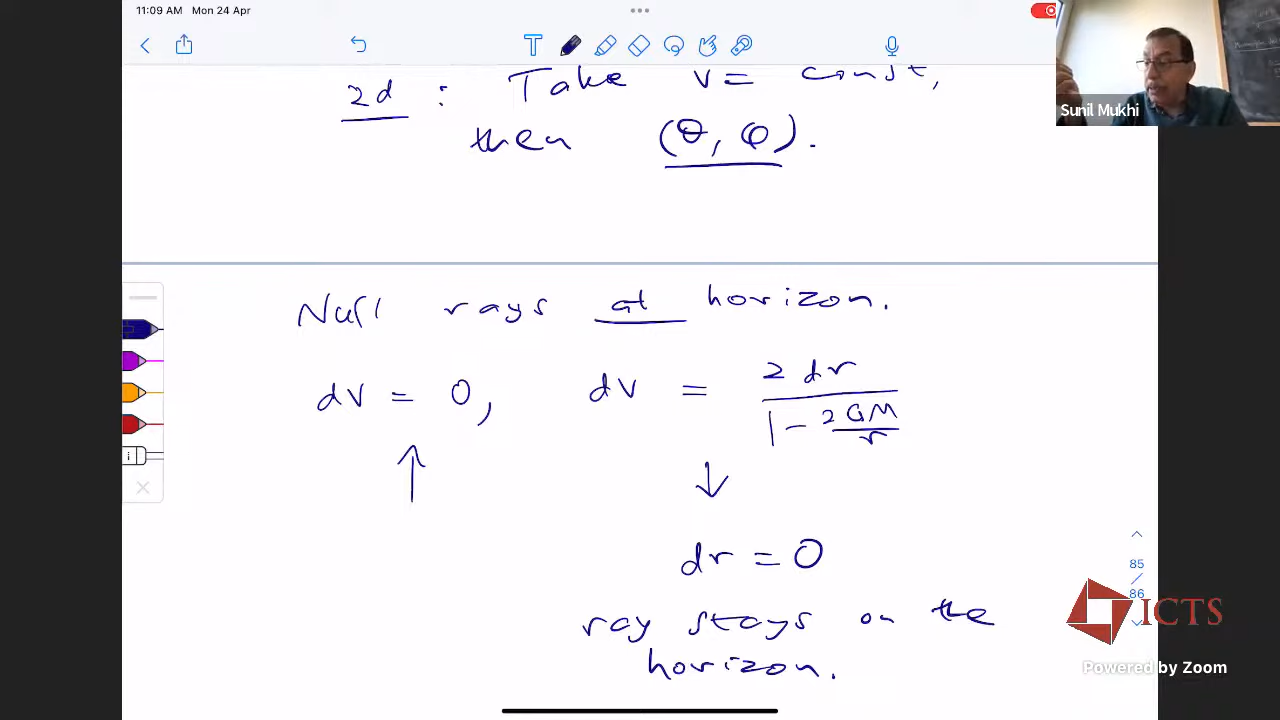 11:09 AM Mon 24 Apr
Sunil Mukhi
2d : Take v = const,
then (θ, φ).
Null rays at horizon.
dv = 0, dv = 2 dr / 1 - 2GM/r
↑ ↓
dr = 0
ray stays on the
horizon.
85
/
86
ICTS
Powered by Zoom